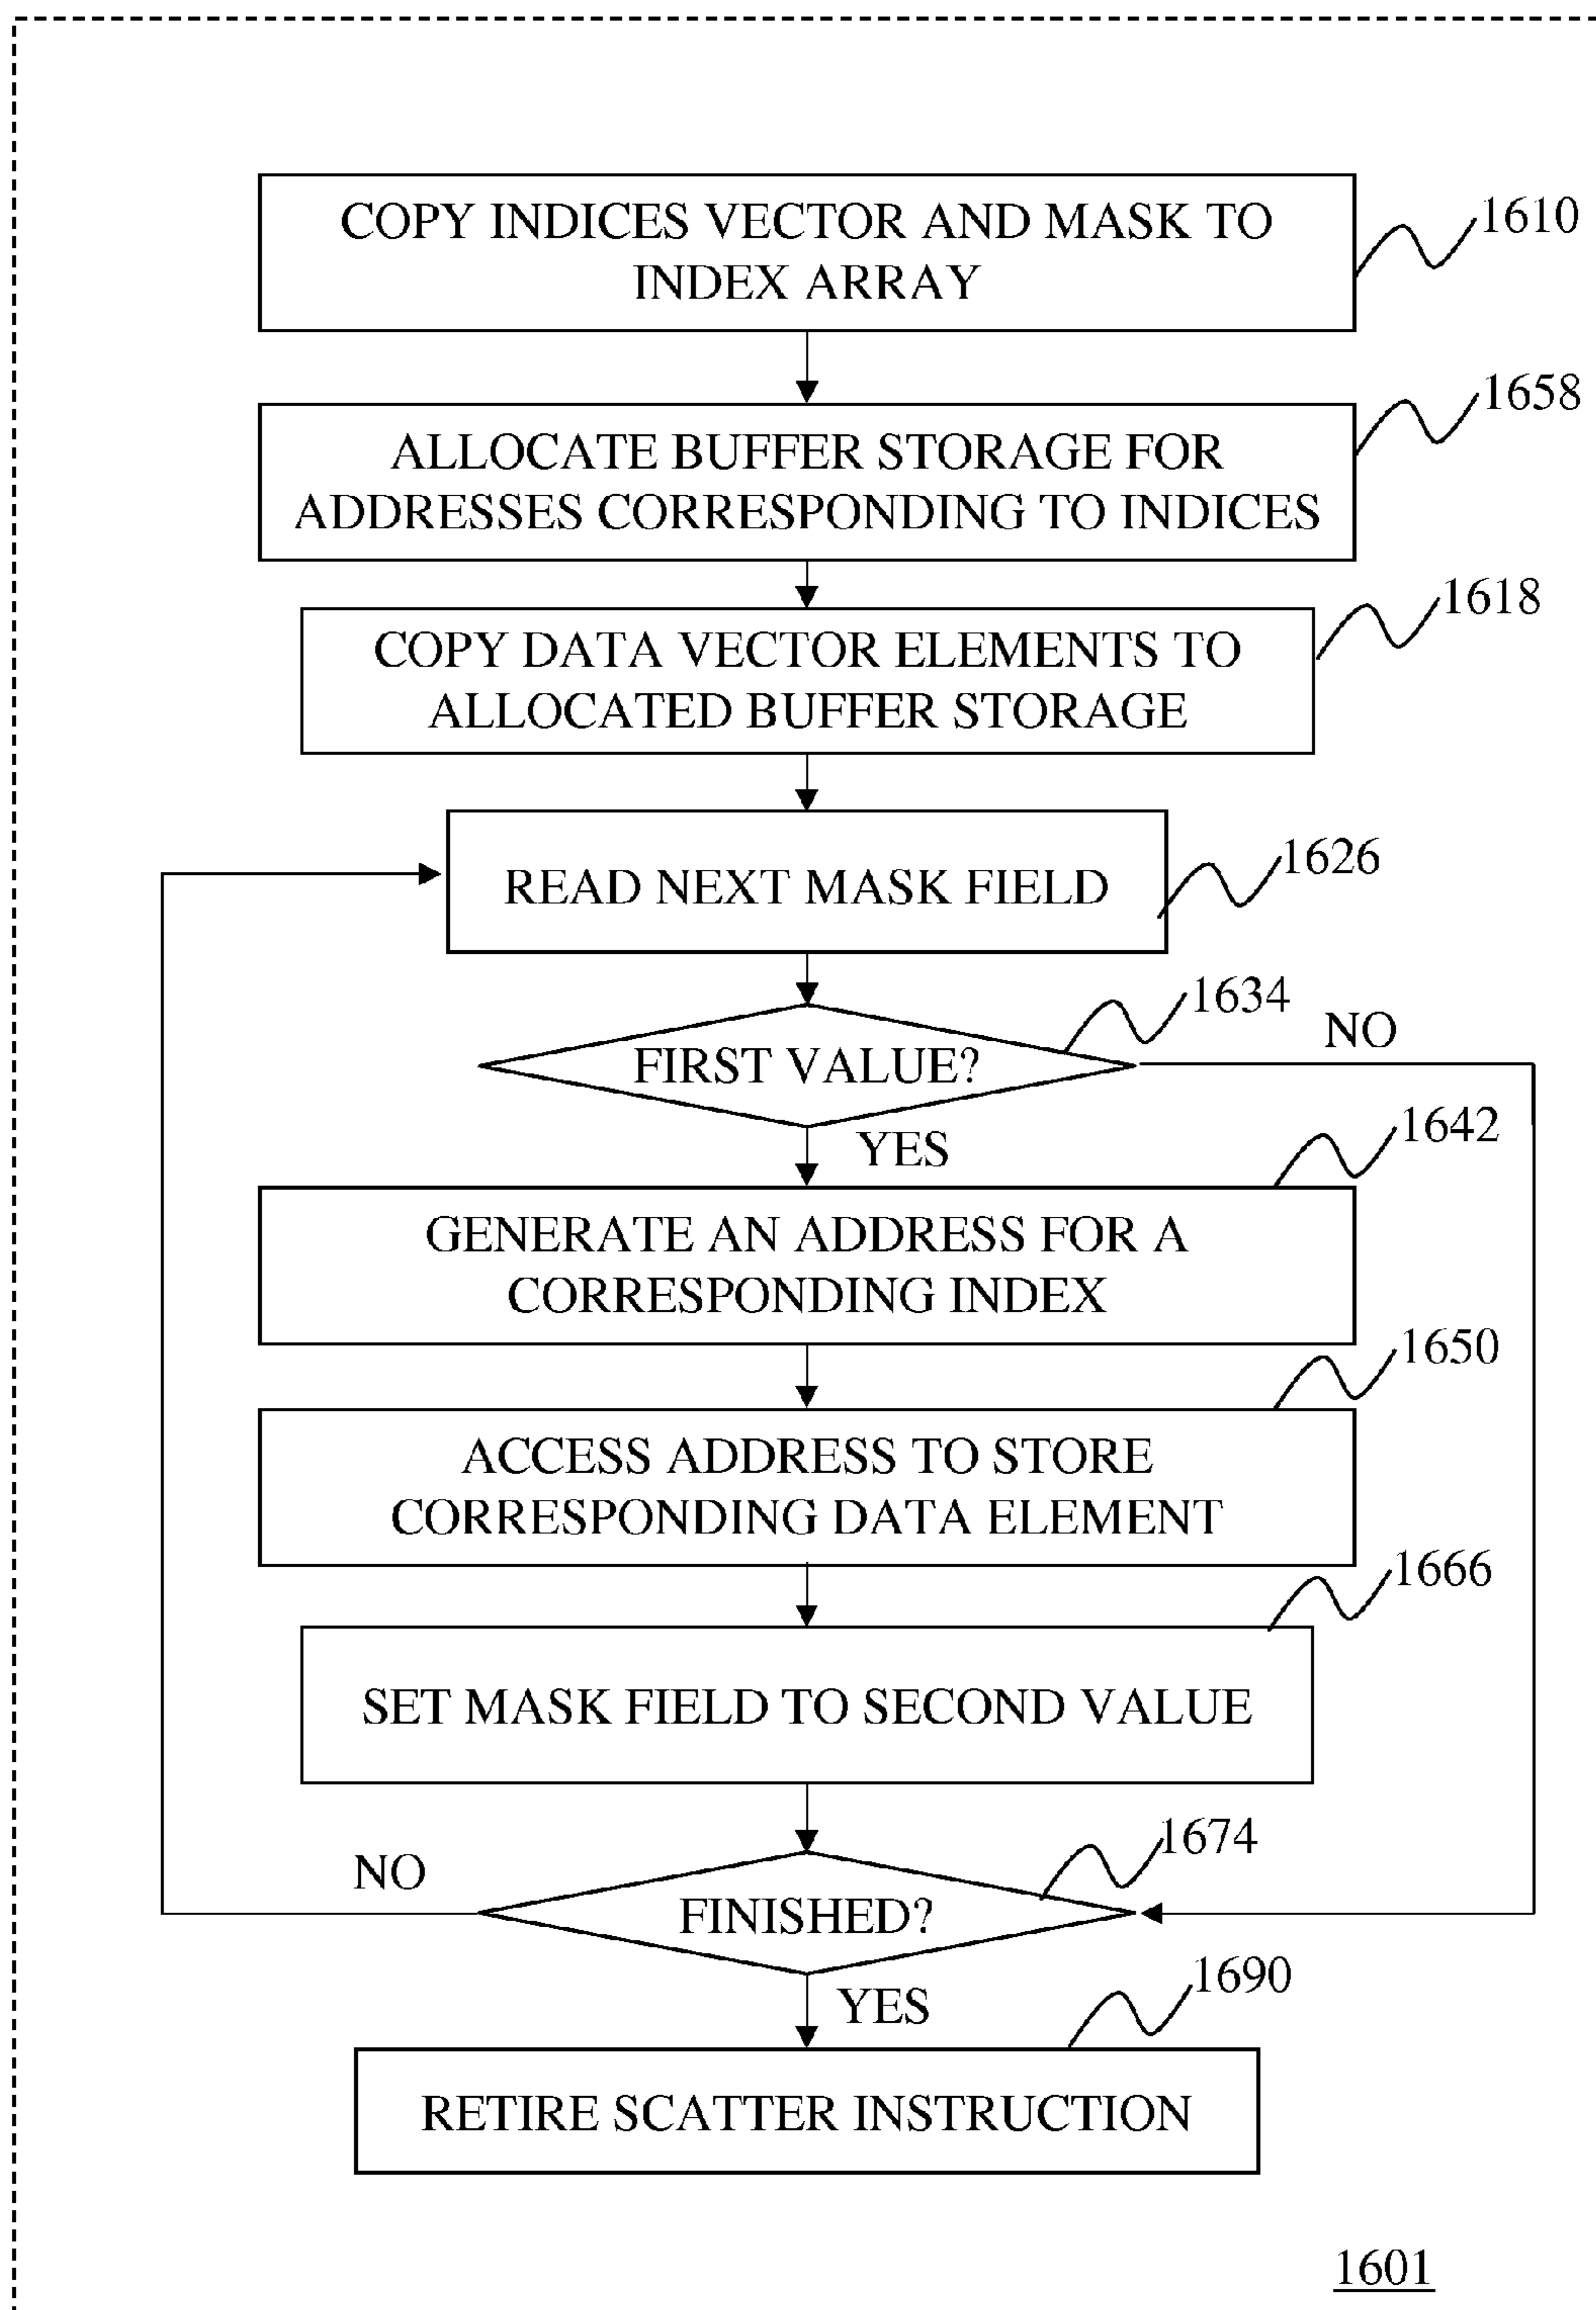 COPY INDICES VECTOR AND MASK TO
INDEX ARRAY
1610
ALLOCATE BUFFER STORAGE FOR
ADDRESSES CORRESPONDING TO INDICES
1658
COPY DATA VECTOR ELEMENTS TO
ALLOCATED BUFFER STORAGE
1618
READ NEXT MASK FIELD
1626
FIRST VALUE?
1634
NO
YES
GENERATE AN ADDRESS FOR A
CORRESPONDING INDEX
1642
ACCESS ADDRESS TO STORE
CORRESPONDING DATA ELEMENT
1650
SET MASK FIELD TO SECOND VALUE
1666
FINISHED?
1674
NO
YES
RETIRE SCATTER INSTRUCTION
1690
1601